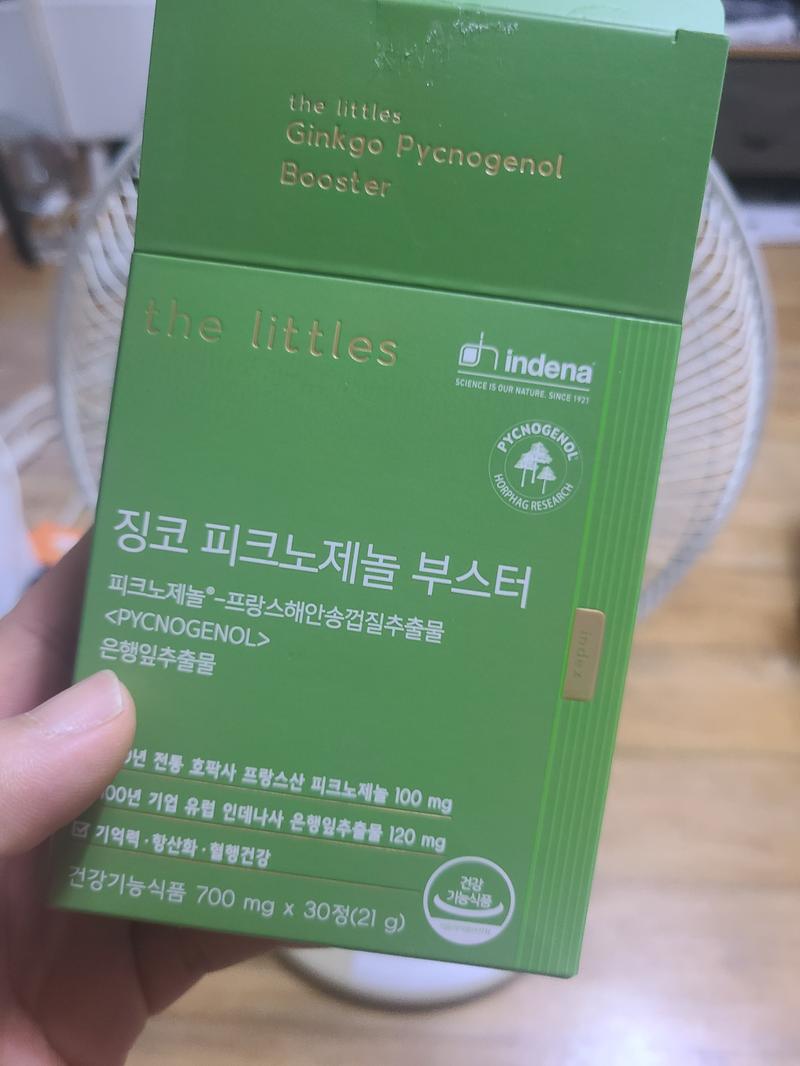 the littles
Ginkgo Pycnogenol
Booster
the littles
indena
SCIENCE IS OUR NATURE. SINCE 1921
PYCNOGENOL®
HORPHAG RESEARCH
징코 피크노제놀 부스터
피크노제놀®-프랑스해안송껍질추출물
<PYCNOGENOL>
은행잎추출물
index
전통 호팍사 프랑스산 피크노제놀 100 mg
기업 유럽 인데나사 은행잎추출물 120 mg
기억력·항산화·혈행건강
건강기능식품 700 mg x 30정(21 g)
건강
기능식품